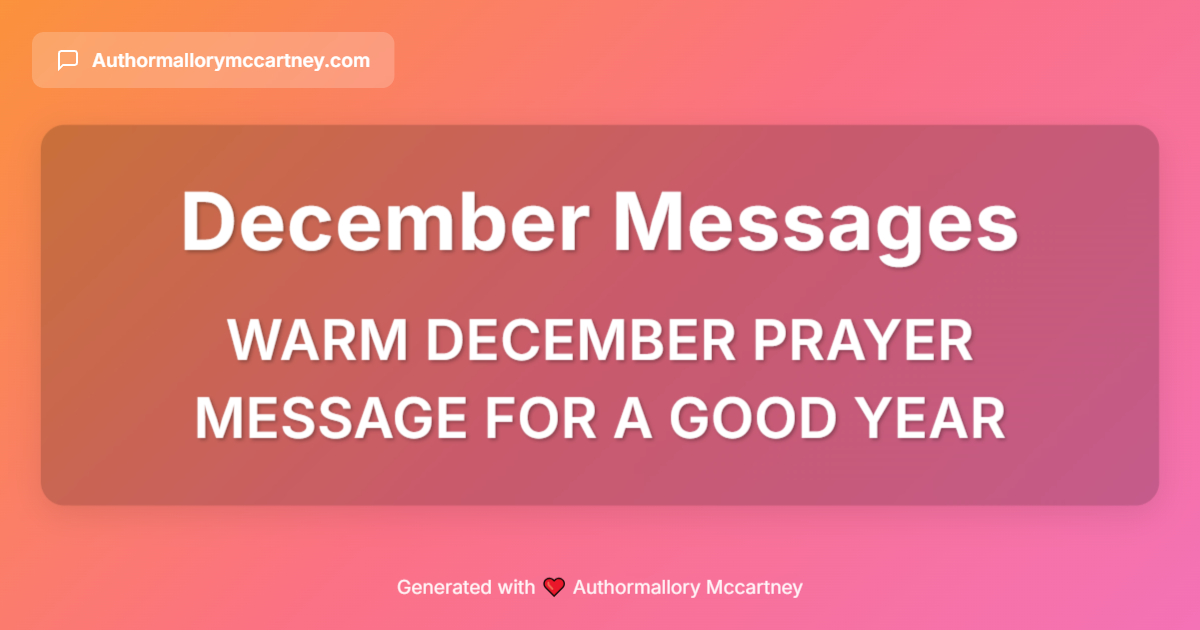 Authormallorymccartney.com
December Messages
WARM DECEMBER PRAYER
MESSAGE FOR A GOOD YEAR
Generated with ❤️ Authormallory Mccartney